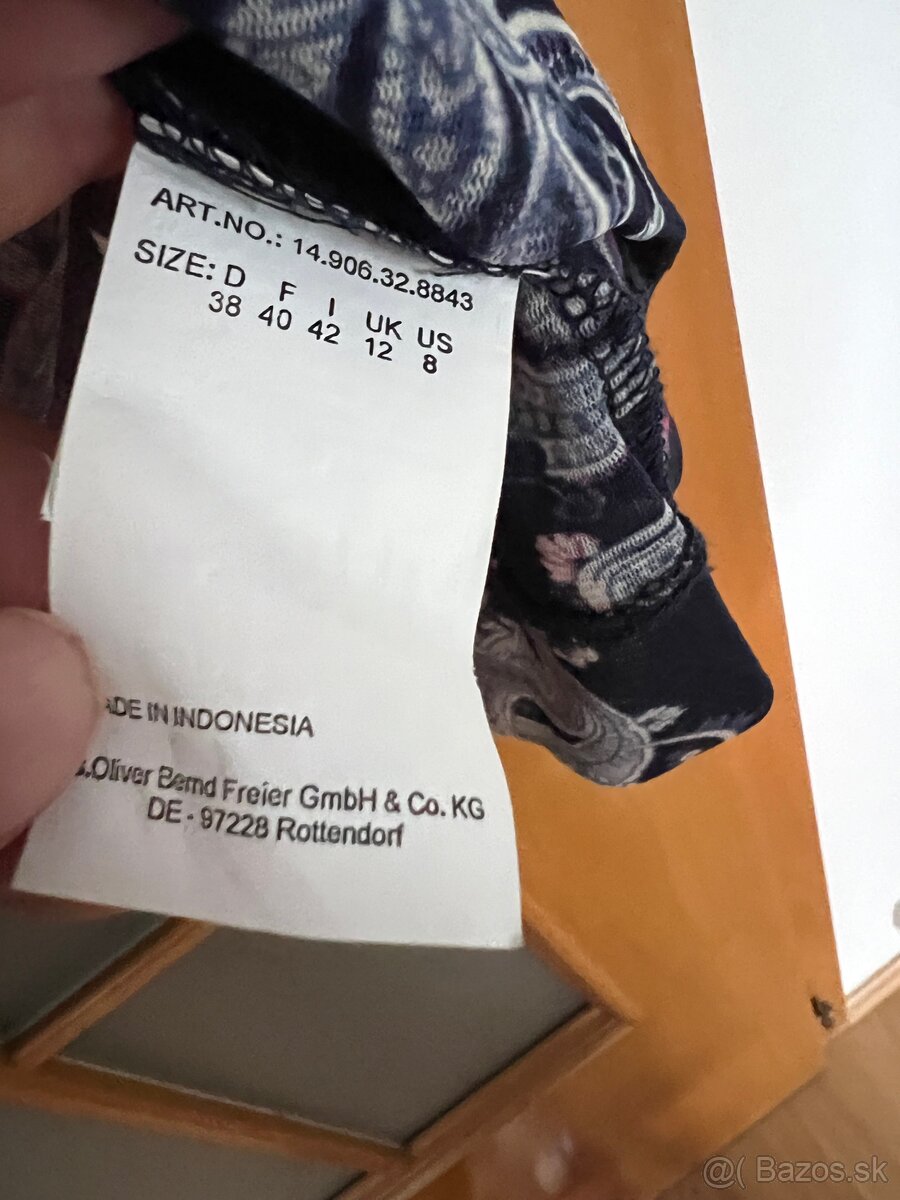 ART.NO.: 14.906.32.8843
SIZE: D F I UK US
38 40 42 12 8
ADE IN INDONESIA
s.Oliver Bernd Freier GmbH & Co. KG
DE - 97228 Rottendorf
@( Bazos.sk